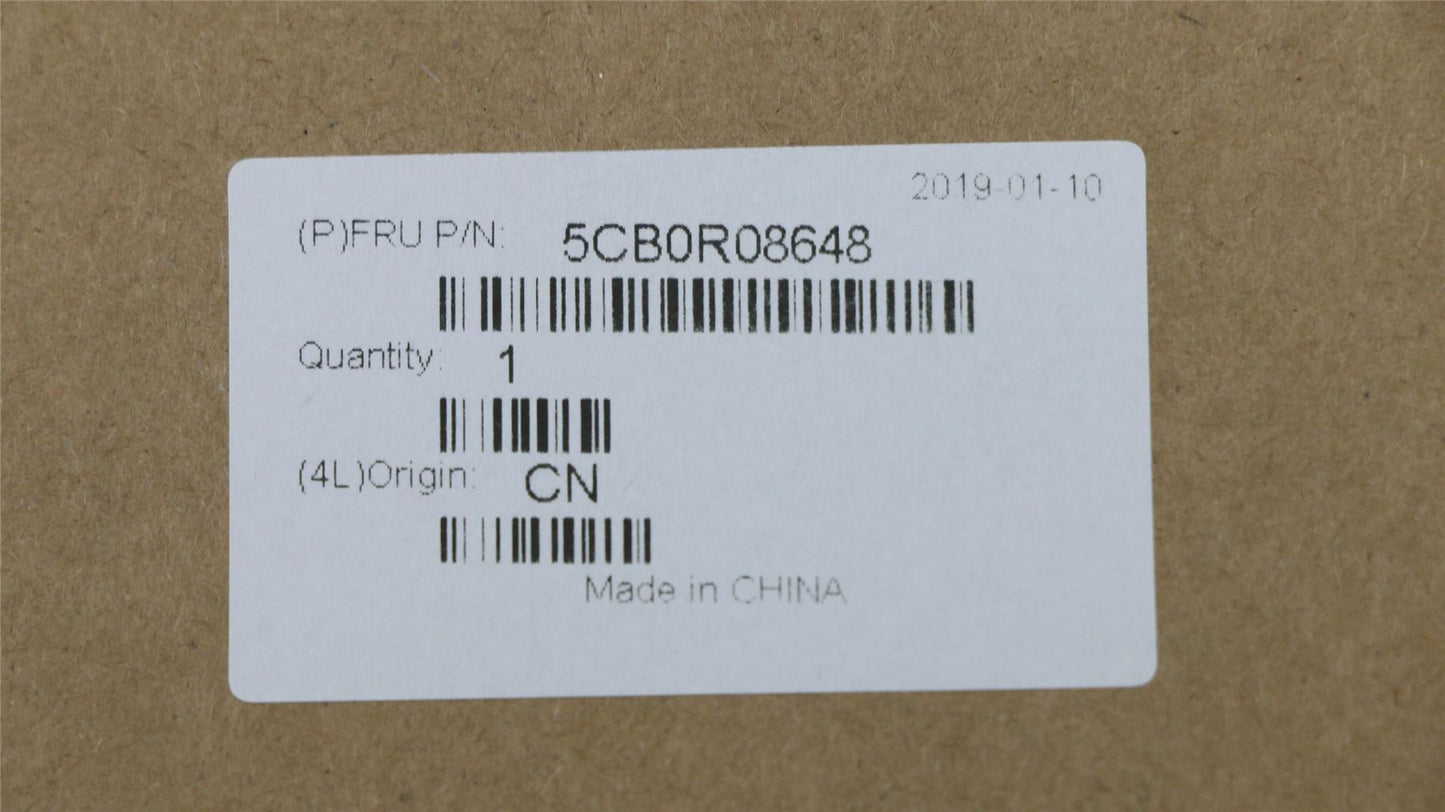 2019-01-10
(P)FRU P/N: 5CB0R08648
Quantity: 1
(4L)Origin: CN
Made in CHINA